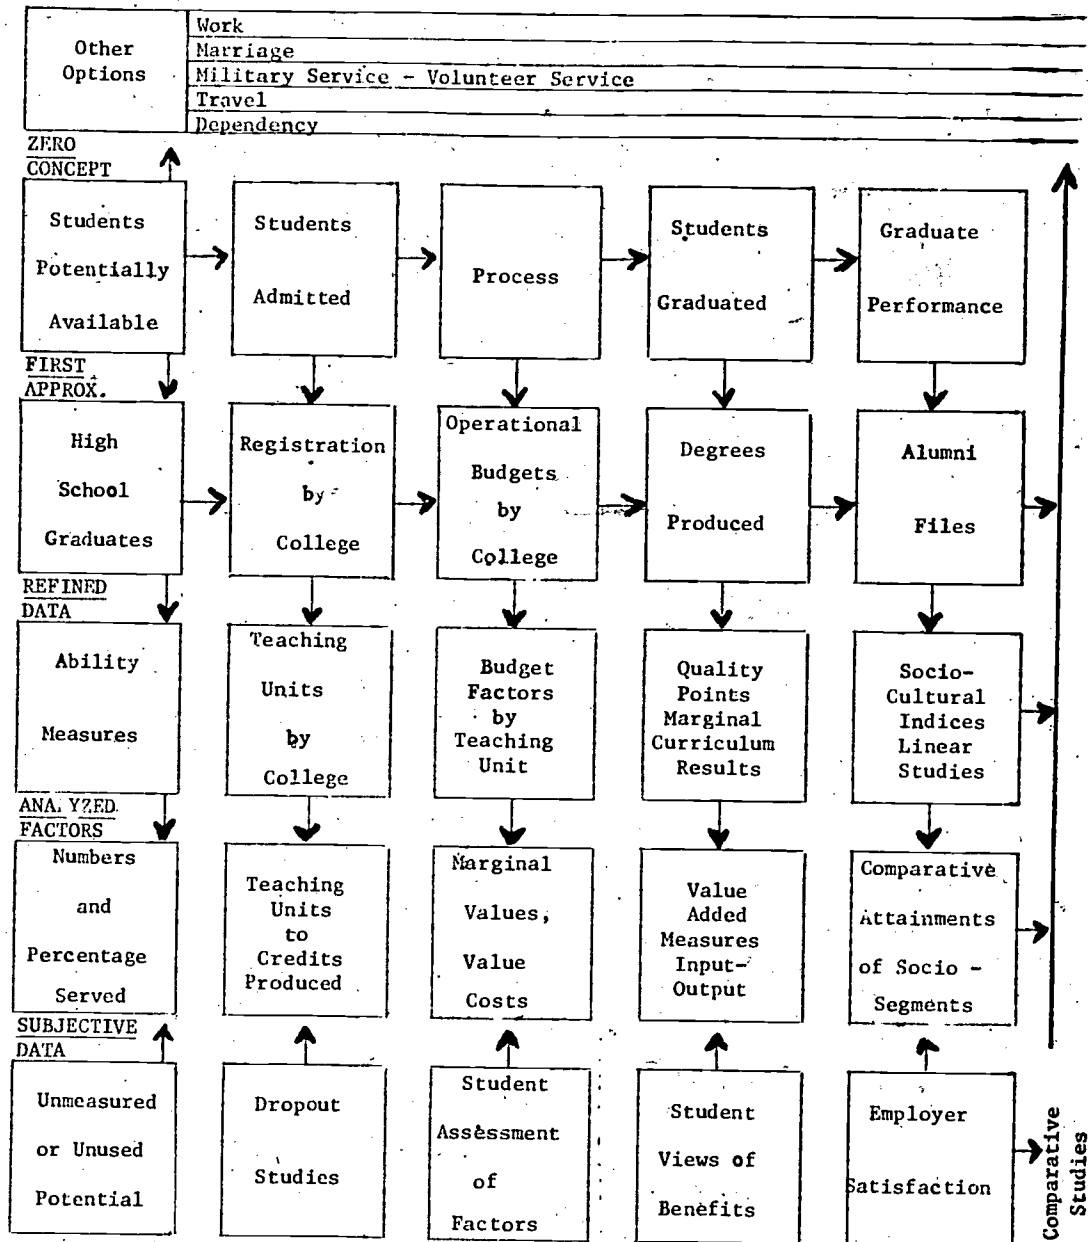 Other
Options
Work
Marriage
Military Service - Volunteer Service
Travel
Dependency
ZERO
CONCEPT
Students
Potentially
Available
Students
Admitted
Process
Students
Graduated
Graduate
Performance
FIRST
APPROX.
High
School
Graduates
Registration
by
College
Operational
Budgets
by
College
Degrees
Produced
Alumni
Files
REFINED
DATA
Ability
Measures
Teaching
Units
by
College
Budget
Factors
by
Teaching
Unit
Quality
Points
Marginal
Curriculum
Results
Socio-
Cultural
Indices
Linear
Studies
ANALYZED
FACTORS
Numbers
and
Percentage
Served
Teaching
Units
to
Credits
Produced
Marginal
Values,
Value
Costs
Value
Added
Measures
Input-
Output
Comparative
Attainments
of Socio -
Segments
SUBJECTIVE
DATA
Unmeasured
or Unused
Potential
Dropout
Studies
Student
Assessment
of
Factors
Student
Views of
Benefits
Employer
Satisfaction
Comparative
Studies